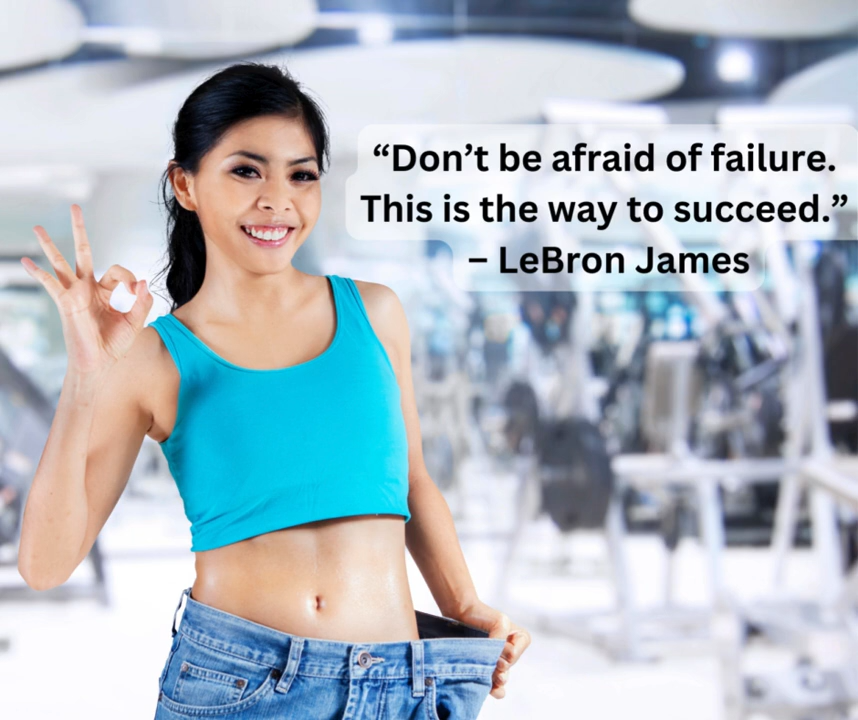 “Don’t be afraid of failure.
This is the way to succeed.”
– LeBron James